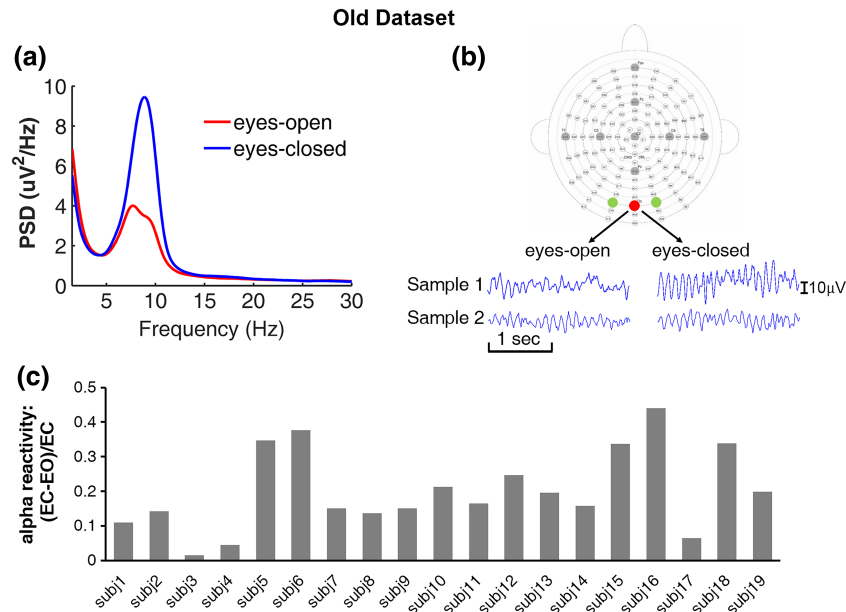 Old Dataset
(a)
PSD (uV²/Hz)
10
8
6
4
2
0
5
10
15
20
25
30
Frequency (Hz)
eyes-open
eyes-closed
(b)
eyes-open
eyes-closed
Sample 1
Sample 2
10μV
1 sec
(c)
alpha reactivity:
(EC-EO)/EC
0.5
0.4
0.3
0.2
0.1
0
subj1
subj2
subj3
subj4
subj5
subj6
subj7
subj8
subj9
subj10
subj11
subj12
subj13
subj14
subj15
subj16
subj17
subj18
subj19